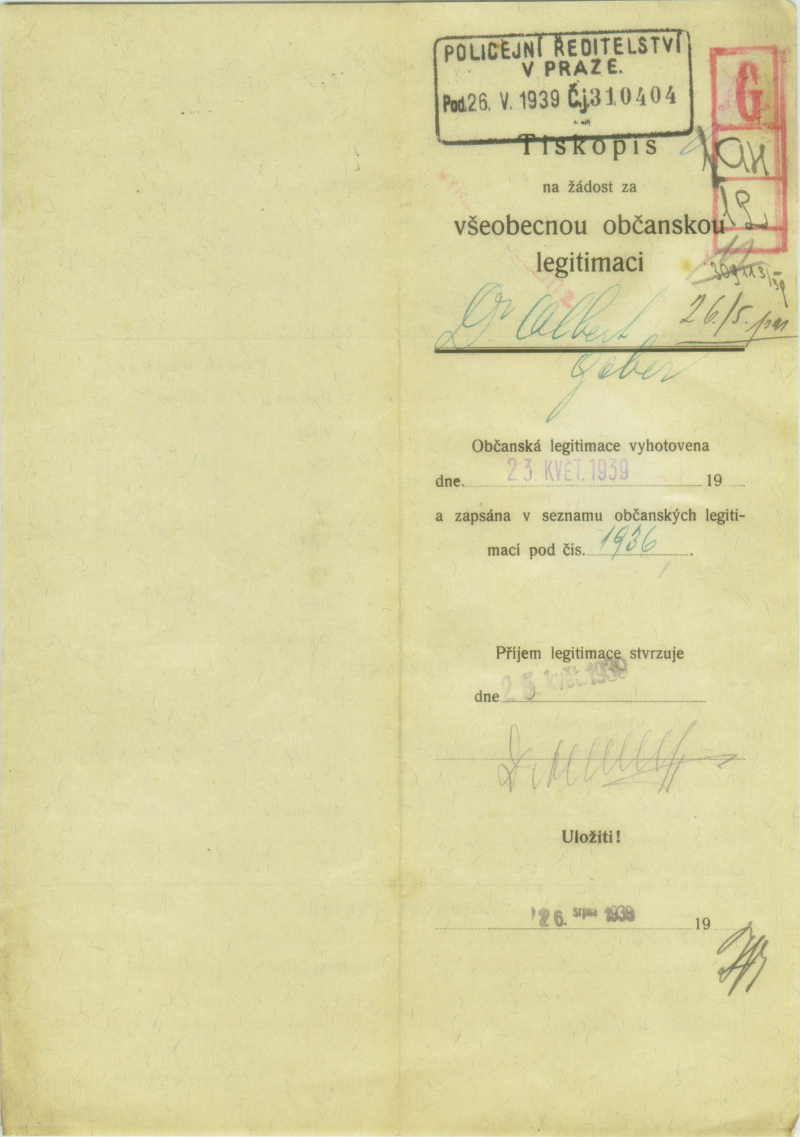 POLICEJNÍ ŘEDITELSTVÍ
V PRAZE.
Pod. 26. V. 1939 Č.j. 310404
G
Tiskopis
na žádost za
12
všeobecnou občanskou
legitimaci
26./5.
Dr Albert
Geber
Občanská legitimace vyhotovena
dne 23. KVĚT. 1939 19
a zapsána v seznamu občanských legiti-
mací pod čís. 1936.
Příjem legitimace stvrzuje
dne
Uložiti!
26. srpna 1939 19